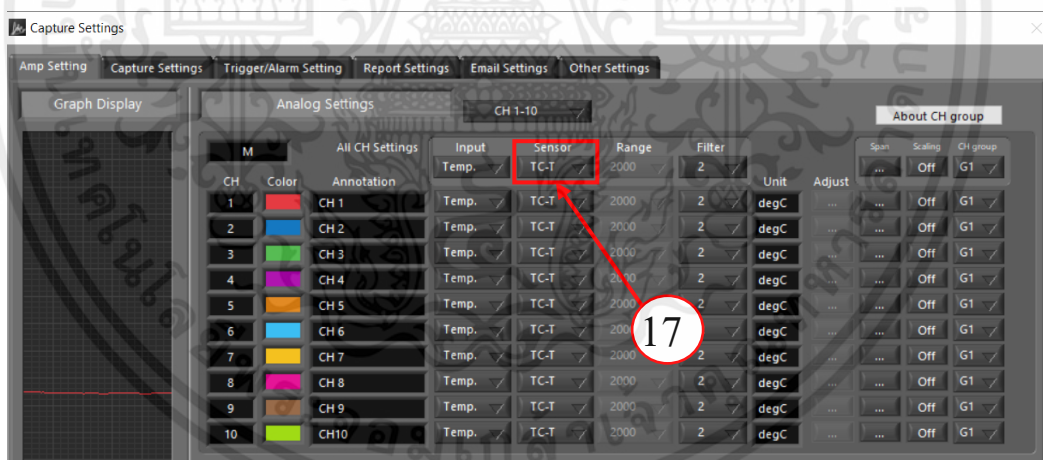 Capture Settings
Amp Setting Capture Settings Trigger/Alarm Setting Report Settings Email Settings Other Settings
Graph Display Analog Settings CH 1-10 About CH group
M All CH Settings Input Sensor Range Filter Span Scaling CH group
Temp. TC-T 2000 2 ... Off G1
CH Color Annotation Unit Adjust
1 CH 1 Temp. TC-T 2000 2 degC ... ... Off G1
2 CH 2 Temp. TC-T 2000 2 degC ... ... Off G1
3 CH 3 Temp. TC-T 2000 2 degC ... ... Off G1
4 CH 4 Temp. TC-T 2000 2 degC ... ... Off G1
5 CH 5 Temp. TC-T 2000 2 degC ... ... Off G1
6 CH 6 Temp. TC-T degC ... ... Off G1
17
7 CH 7 Temp. TC-T 2000 2 degC ... ... Off G1
8 CH 8 Temp. TC-T 2000 2 degC ... ... Off G1
9 CH 9 Temp. TC-T 2000 2 degC ... ... Off G1
10 CH10 Temp. TC-T 2000 2 degC ... ... Off G1